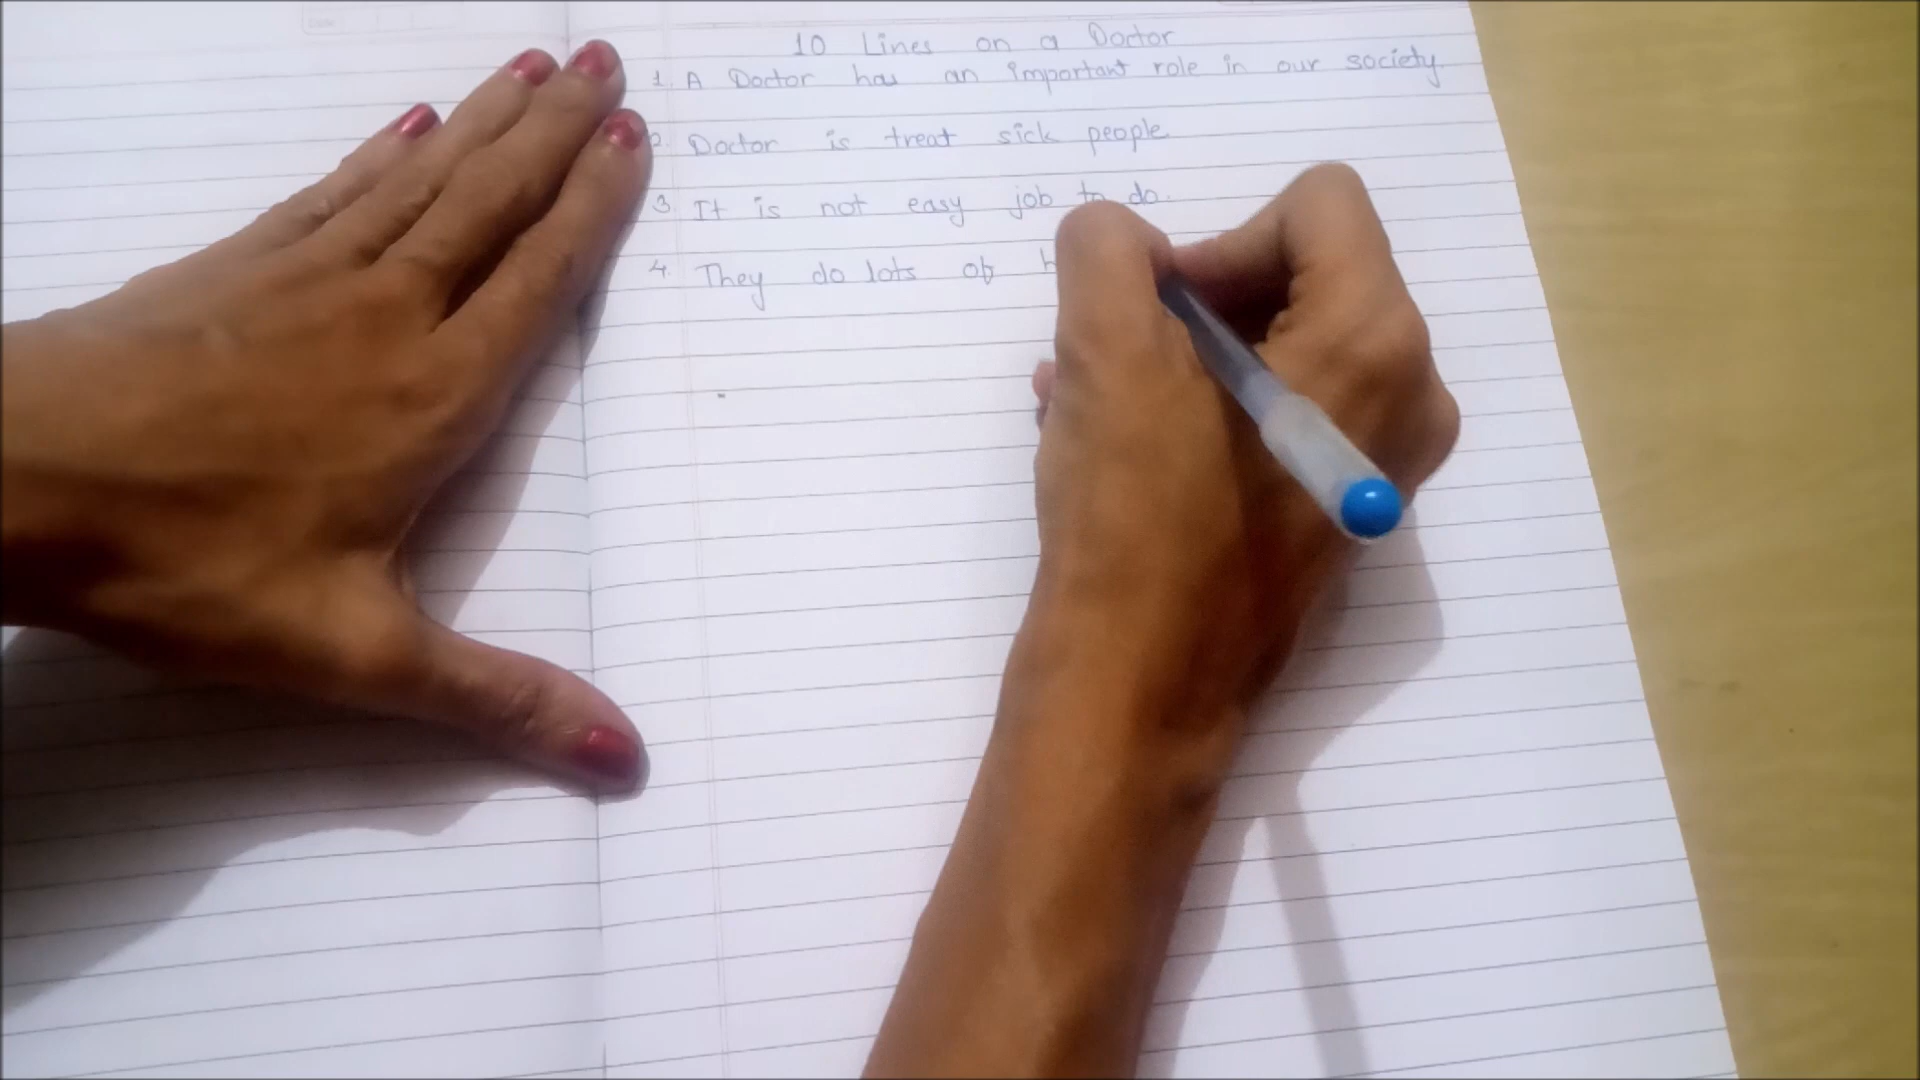 10 Lines on a Doctor
1. A Doctor has an important role in our society.
2. Doctor is treat sick people.
3. It is not easy job to do.
4. They do lots of